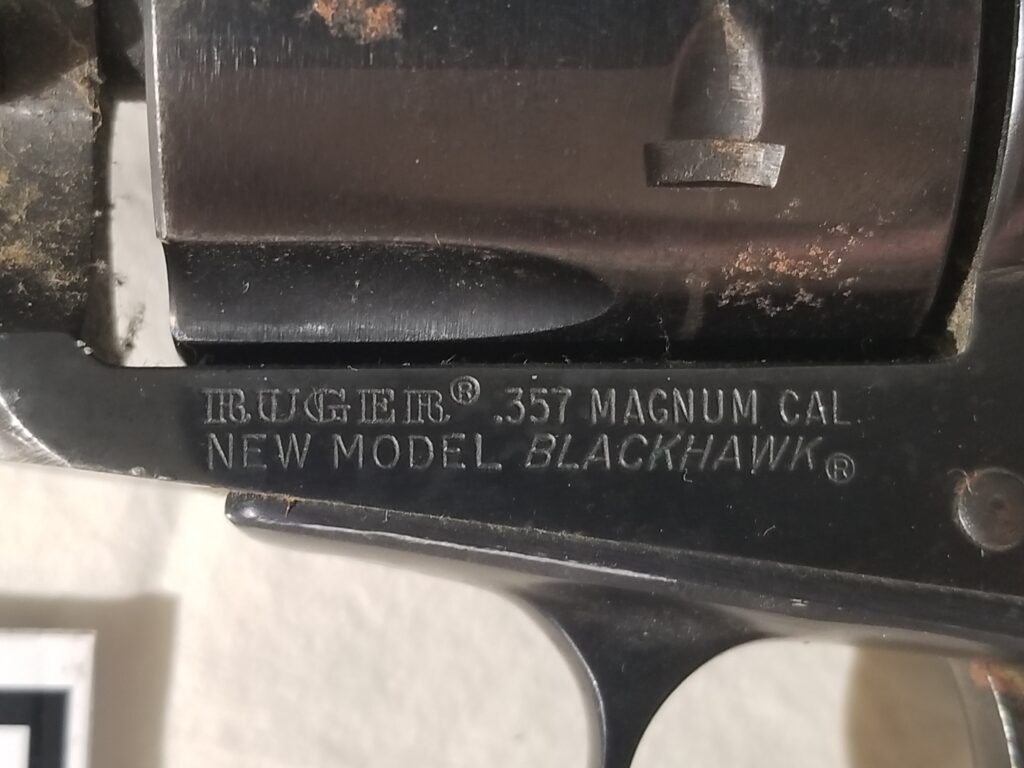 RUGER® .357 MAGNUM CAL.
NEW MODEL BLACKHAWK®